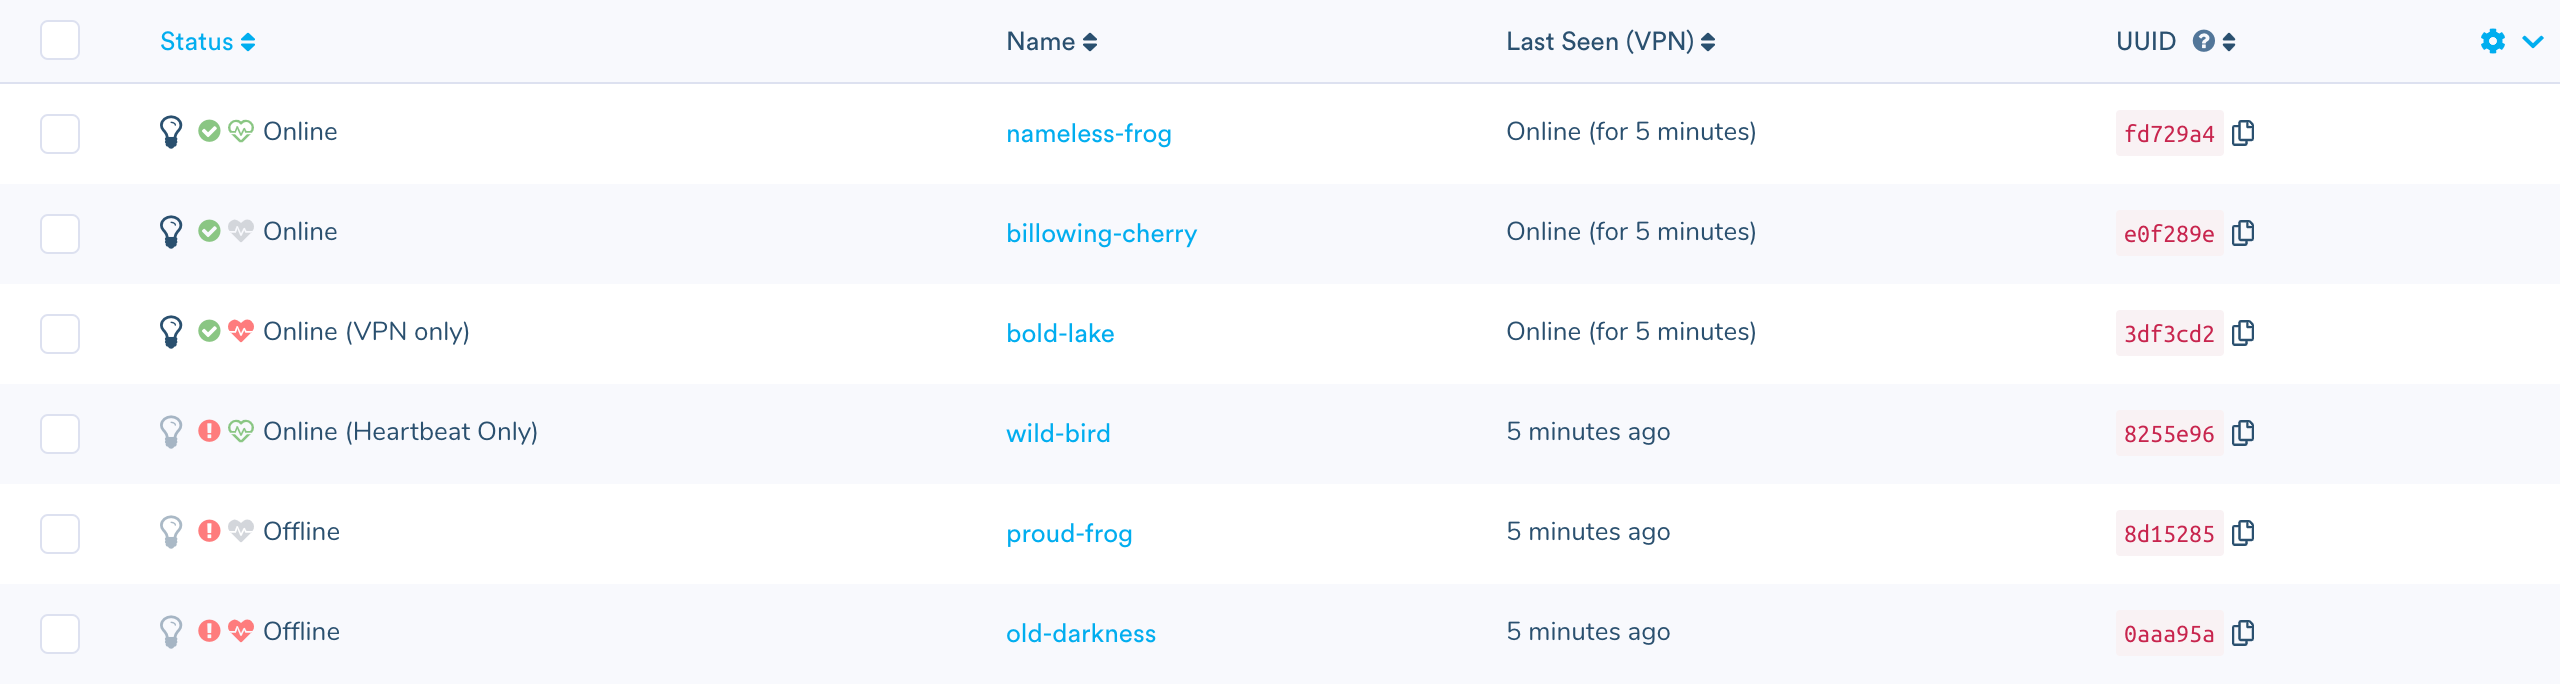 Status Name Last Seen (VPN) UUID
Online nameless-frog Online (for 5 minutes) fd729a4
Online billowing-cherry Online (for 5 minutes) e0f289e
Online (VPN only) bold-lake Online (for 5 minutes) 3df3cd2
Online (Heartbeat Only) wild-bird 5 minutes ago 8255e96
Offline proud-frog 5 minutes ago 8d15285
Offline old-darkness 5 minutes ago 0aaa95a